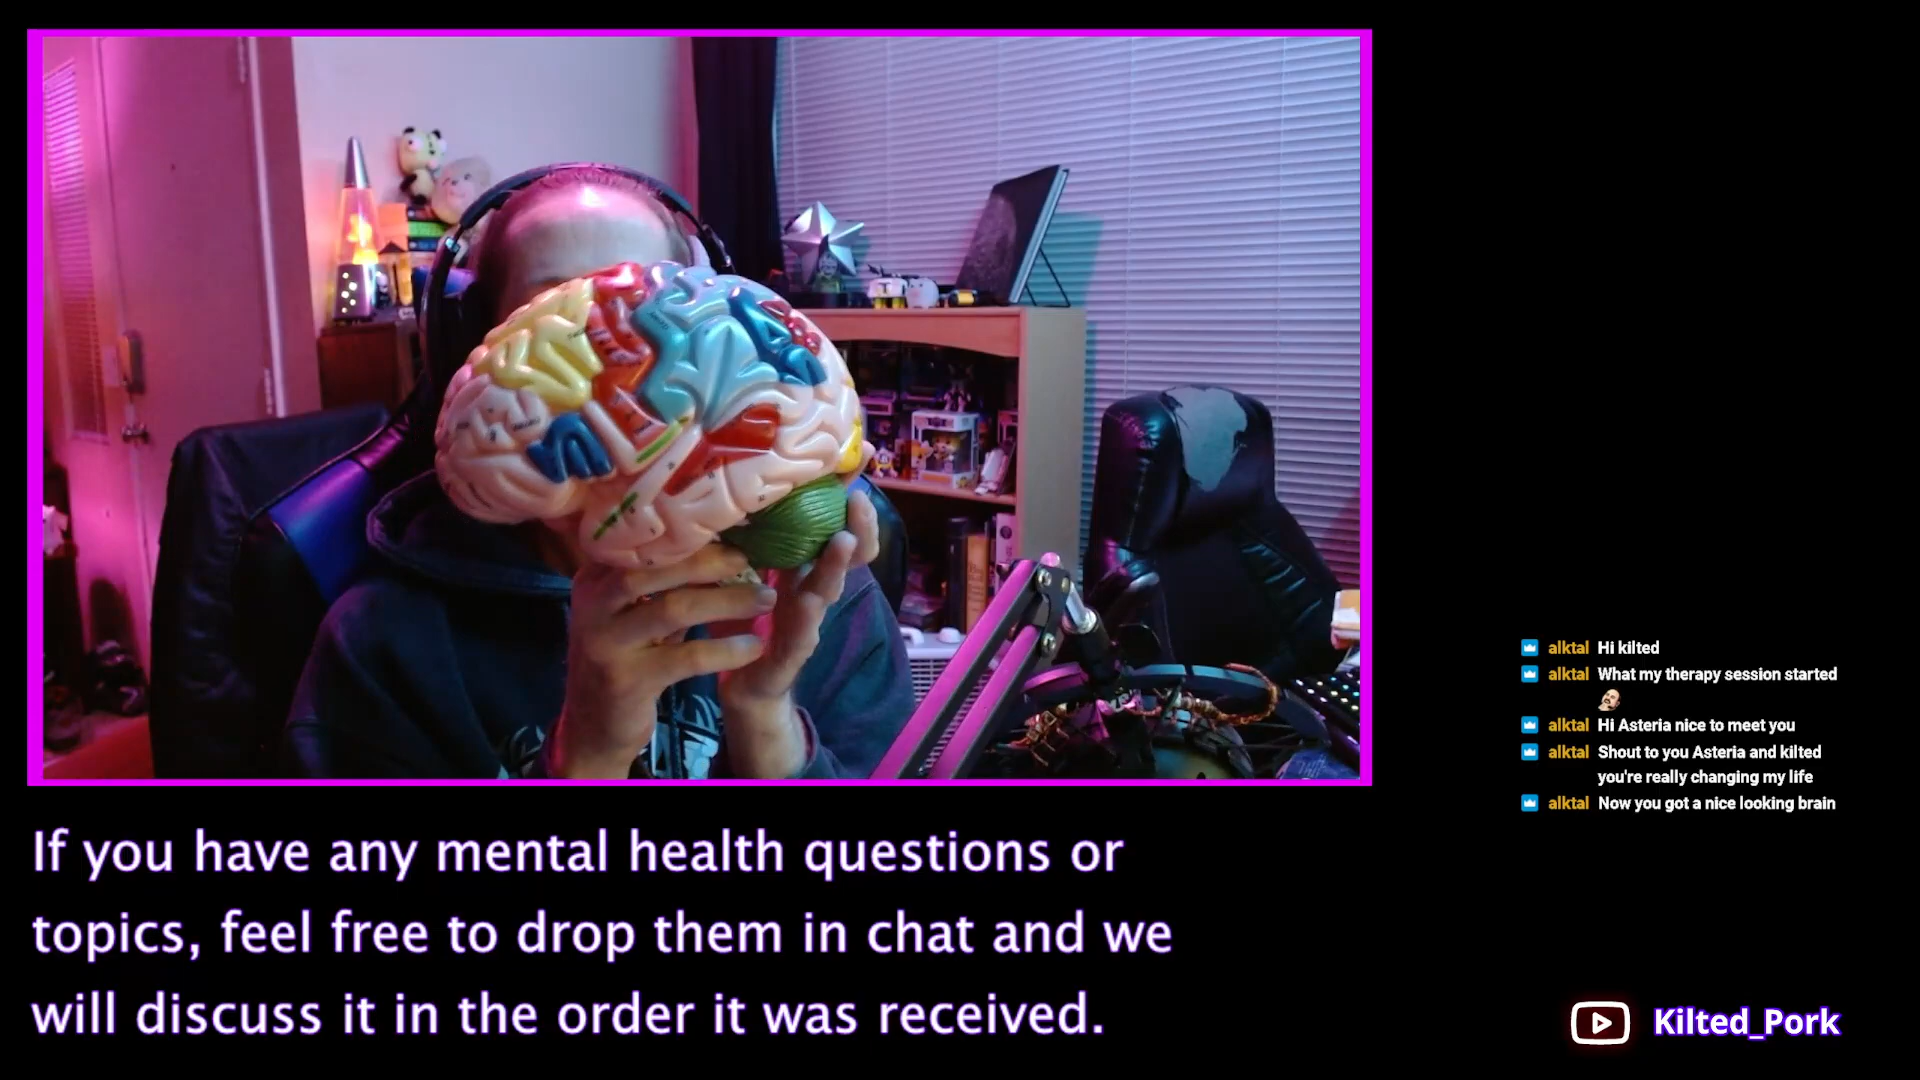 alktal Hi kilted
alktal What my therapy session started
alktal Hi Asteria nice to meet you
alktal Shout to you Asteria and kilted
you're really changing my life
alktal Now you got a nice looking brain
If you have any mental health questions or
topics, feel free to drop them in chat and we
will discuss it in the order it was received.
Kilted_Pork